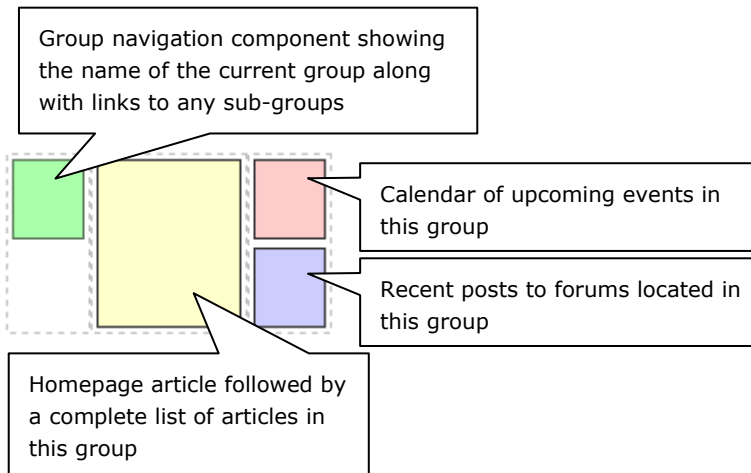 Group navigation component showing
the name of the current group along
with links to any sub-groups
Calendar of upcoming events in
this group
Recent posts to forums located in
this group
Homepage article followed by
a complete list of articles in
this group